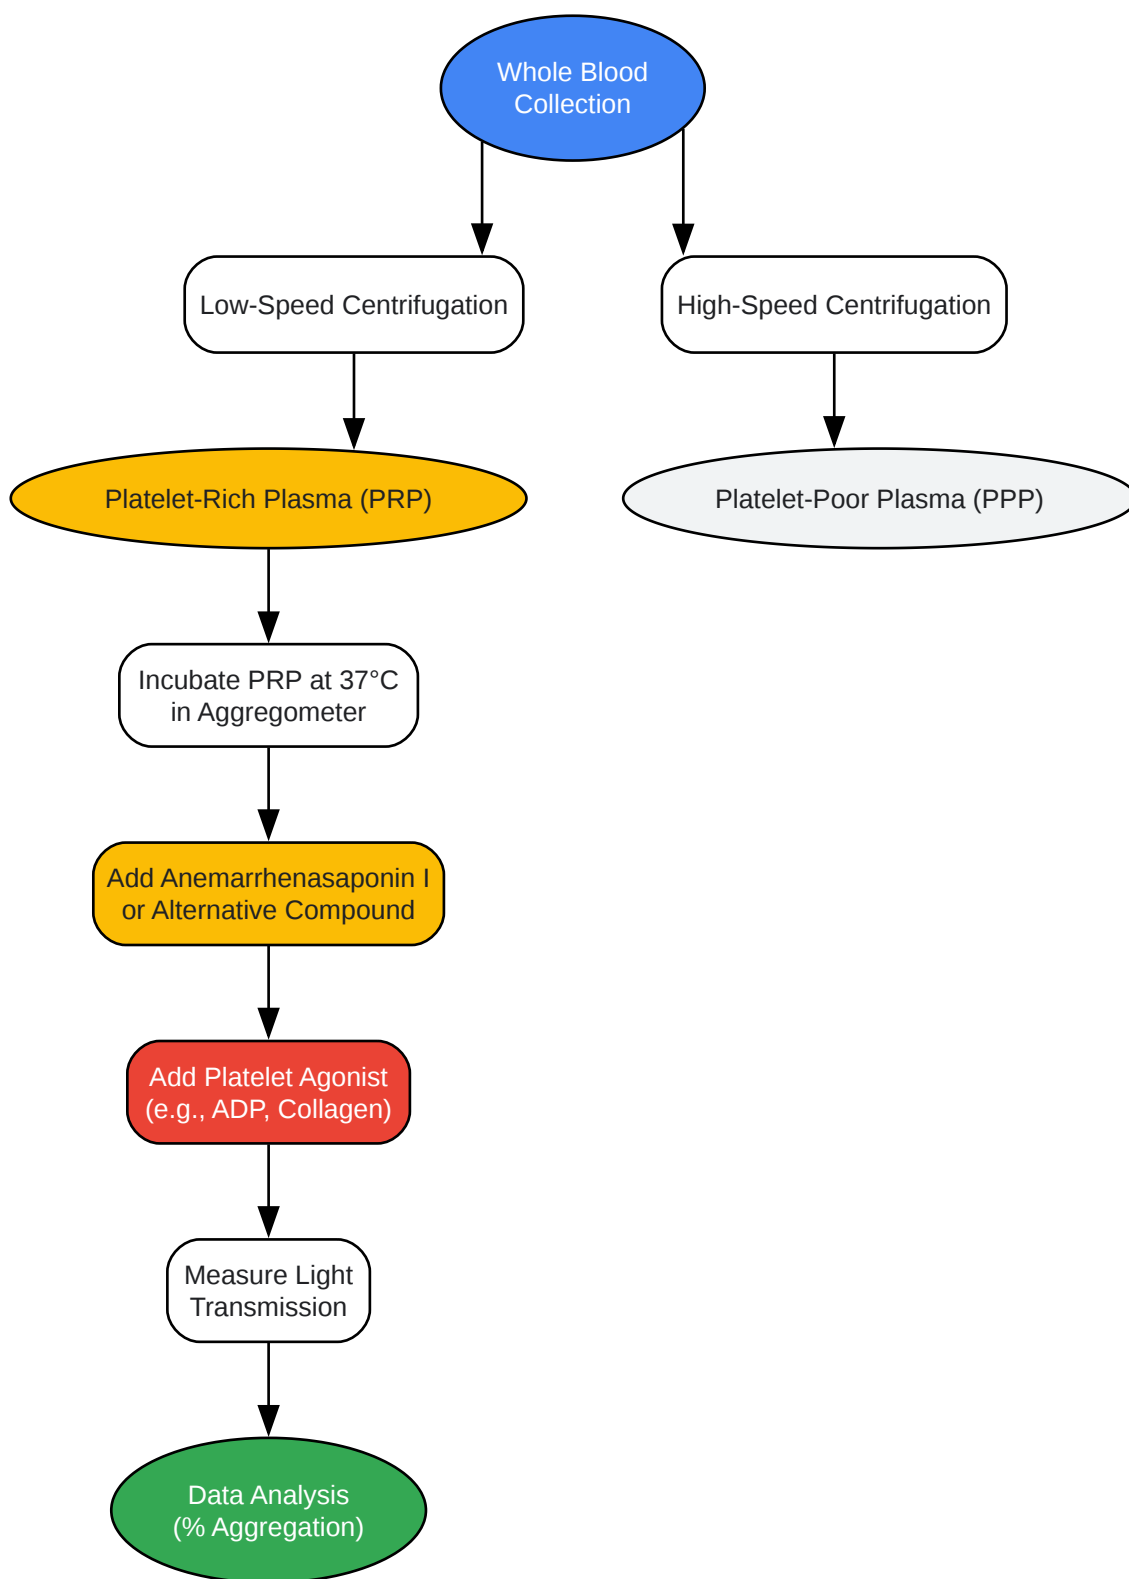 Whole Blood
Collection
Low-Speed Centrifugation
High-Speed Centrifugation
Platelet-Rich Plasma (PRP)
Platelet-Poor Plasma (PPP)
Incubate PRP at 37°C
in Aggregometer
Add Anemarrhenasaponin I
or Alternative Compound
Add Platelet Agonist
(e.g., ADP, Collagen)
Measure Light
Transmission
Data Analysis
(% Aggregation)